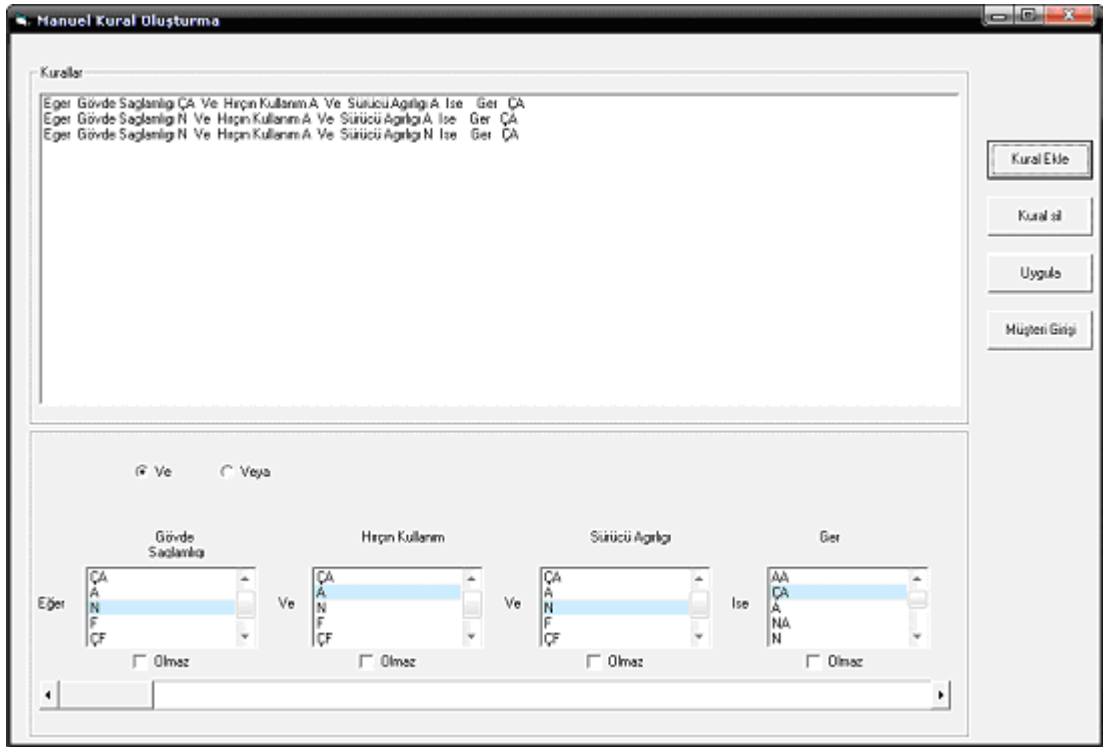 Manuel Kural Oluşturma
Kurallar
Eger Gövde Saglamligi ÇA Ve Hırçın Kullanım A Ve Sürücü Agırlıgı A Ise Ger ÇA
Eger Gövde Saglamligi N Ve Hırçın Kullanım A Ve Sürücü Agırlıgı A Ise Ger ÇA
Eger Gövde Saglamligi N Ve Hırçın Kullanım A Ve Sürücü Agırlıgı N Ise Ger ÇA
Kural Ekle
Kural sil
Uygula
Müşteri Girişi
Ve Veya
Gövde Saglamlıgı
Hırçın Kullanım
Sürücü Agırlıgı
Ger
Eğer
ÇA
A
N
F
ÇF
Olmaz
Ve
ÇA
A
N
F
ÇF
Olmaz
Ve
ÇA
A
N
F
ÇF
Olmaz
Ise
AA
ÇA
A
NA
N
Olmaz